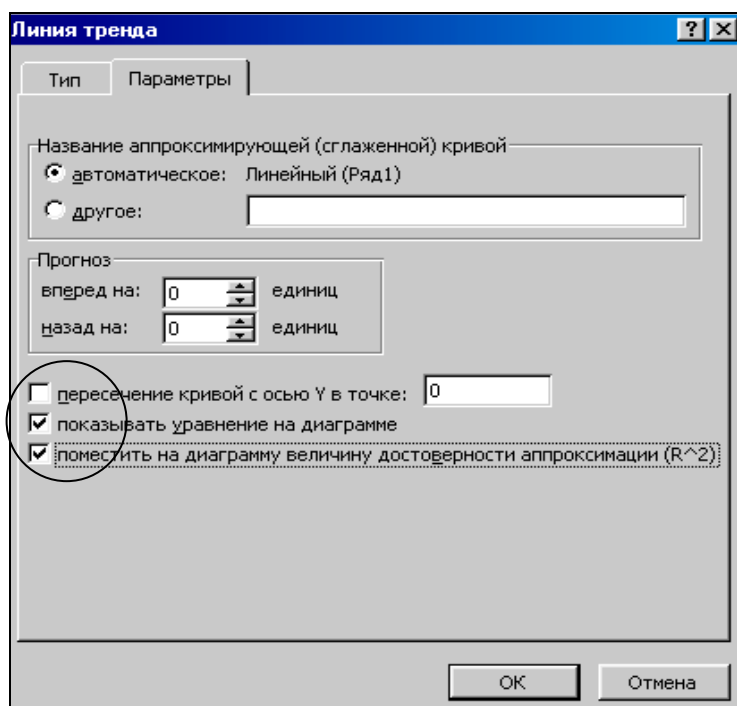 Линия тренда
Тип Параметры
Название аппроксимирующей (сглаженной) кривой
автоматическое: Линейный (Ряд1)
другое:
Прогноз
вперед на: 0 единиц
назад на: 0 единиц
пересечение кривой с осью Y в точке: 0
показывать уравнение на диаграмме
поместить на диаграмму величину достоверности аппроксимации (R^2)
ОК Отмена